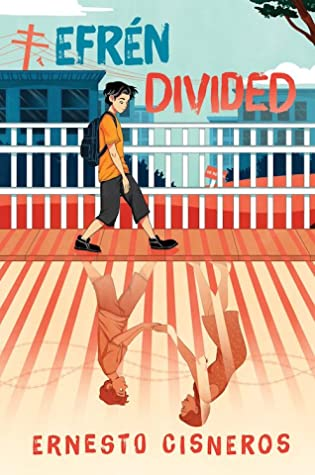 EFRÉN
DIVIDED
ERNESTO CISNEROS